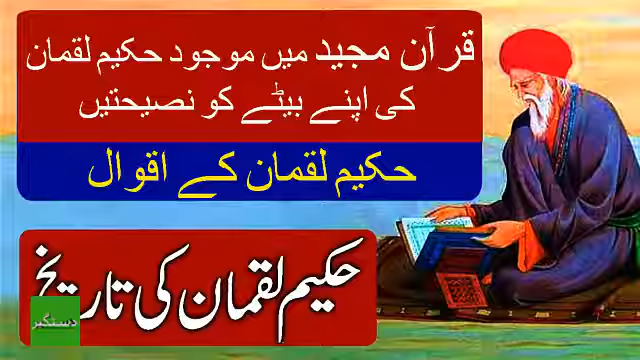 قرآن مجید میں موجود حکیم لقمان
کی اپنے بیٹے کو نصیحتیں
حکیم لقمان کے اقوال
حکیم لقمان کی تاریخ
دستگیر